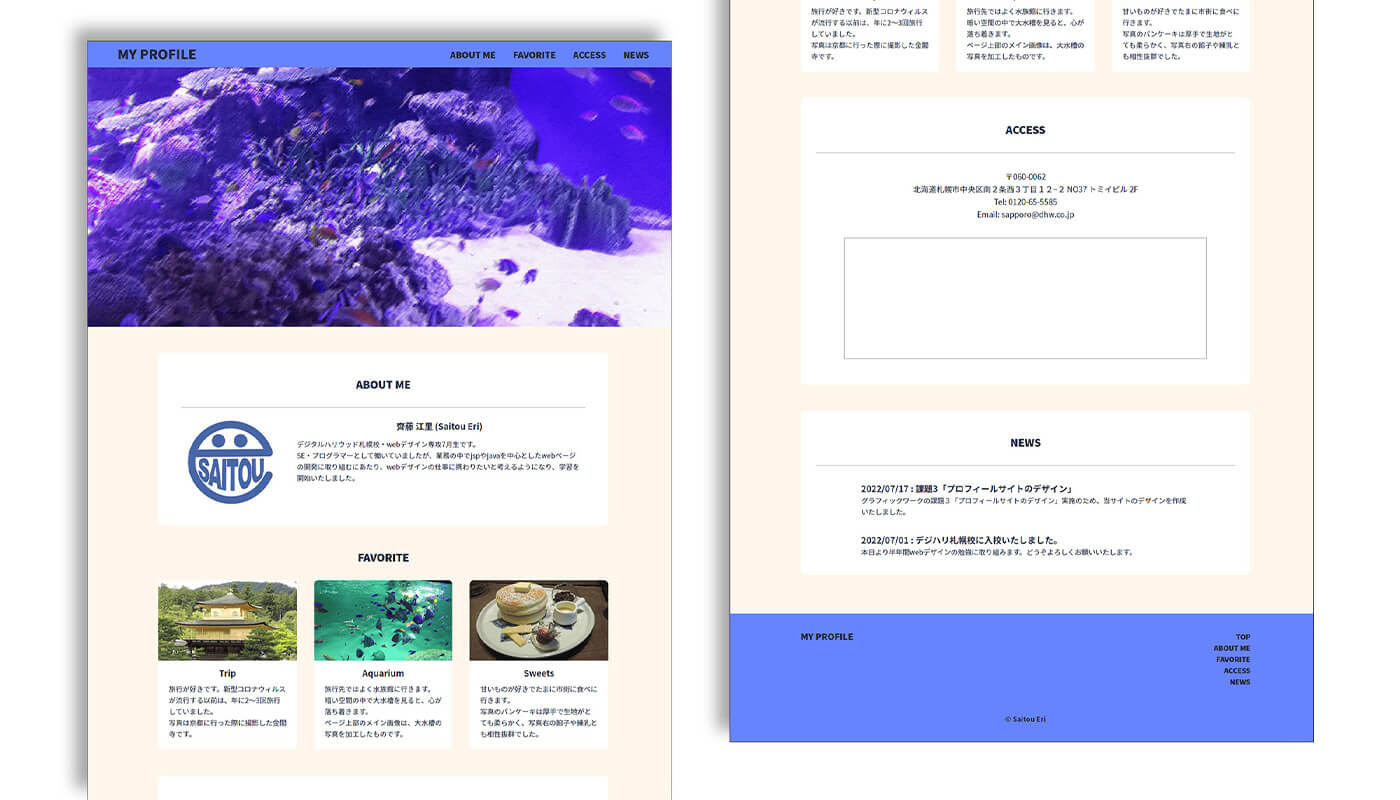 MY PROFILE
ABOUT ME FAVORITE ACCESS NEWS
ABOUT ME
SAITOU
齊藤 江里 (Saitou Eri)
デジタルハリウッド札幌校・webデザイン専攻7月生です。
SE・プログラマーとして働いていましたが、業務の中でjspやjavaを中心としたwebページ
の開発に取り組むにあたり、webデザインの仕事に携わりたいと考えるようになり、学習を
開始いたしました。
FAVORITE
Trip
旅行が好きです。新型コロナウィルス
が流行する以前は、年に2〜3回旅行
していました。
写真は京都に行った際に撮影した金閣
寺です。
Aquarium
旅行先ではよく水族館に行きます。
暗い空間の中で大水槽を見ると、心が
落ち着きます。
ページ上部のメイン画像は、大水槽の
写真を加工したものです。
Sweets
甘いものが好きでたまに市街に食べに
行きます。
写真のパンケーキは厚手で生地がと
ても柔らかく、写真右の餡子や練乳と
も相性抜群でした。
旅行が好きです。新型コロナウィルス
が流行する以前は、年に2〜3回旅行
していました。
写真は京都に行った際に撮影した金閣
寺です。
旅行先ではよく水族館に行きます。
暗い空間の中で大水槽を見ると、心が
落ち着きます。
ページ上部のメイン画像は、大水槽の
写真を加工したものです。
甘いものが好きでたまに市街に食べに
行きます。
写真のパンケーキは厚手で生地がと
ても柔らかく、写真右の餡子や練乳と
も相性抜群でした。
ACCESS
〒060-0062
北海道札幌市中央区南２条西３丁目１２−２ NO37 トミイビル 2F
Tel: 0120-65-5585
Email: sapporo@dhw.co.jp
NEWS
2022/07/17 : 課題3「プロフィールサイトのデザイン」
グラフィックワークの課題３「プロフィールサイトのデザイン」実施のため、当サイトのデザインを作成
いたしました。
2022/07/01 : デジハリ札幌校に入校いたしました。
本日より半年間webデザインの勉強に取り組みます。どうぞよろしくお願いいたします。
MY PROFILE
TOP
ABOUT ME
FAVORITE
ACCESS
NEWS
© Saitou Eri